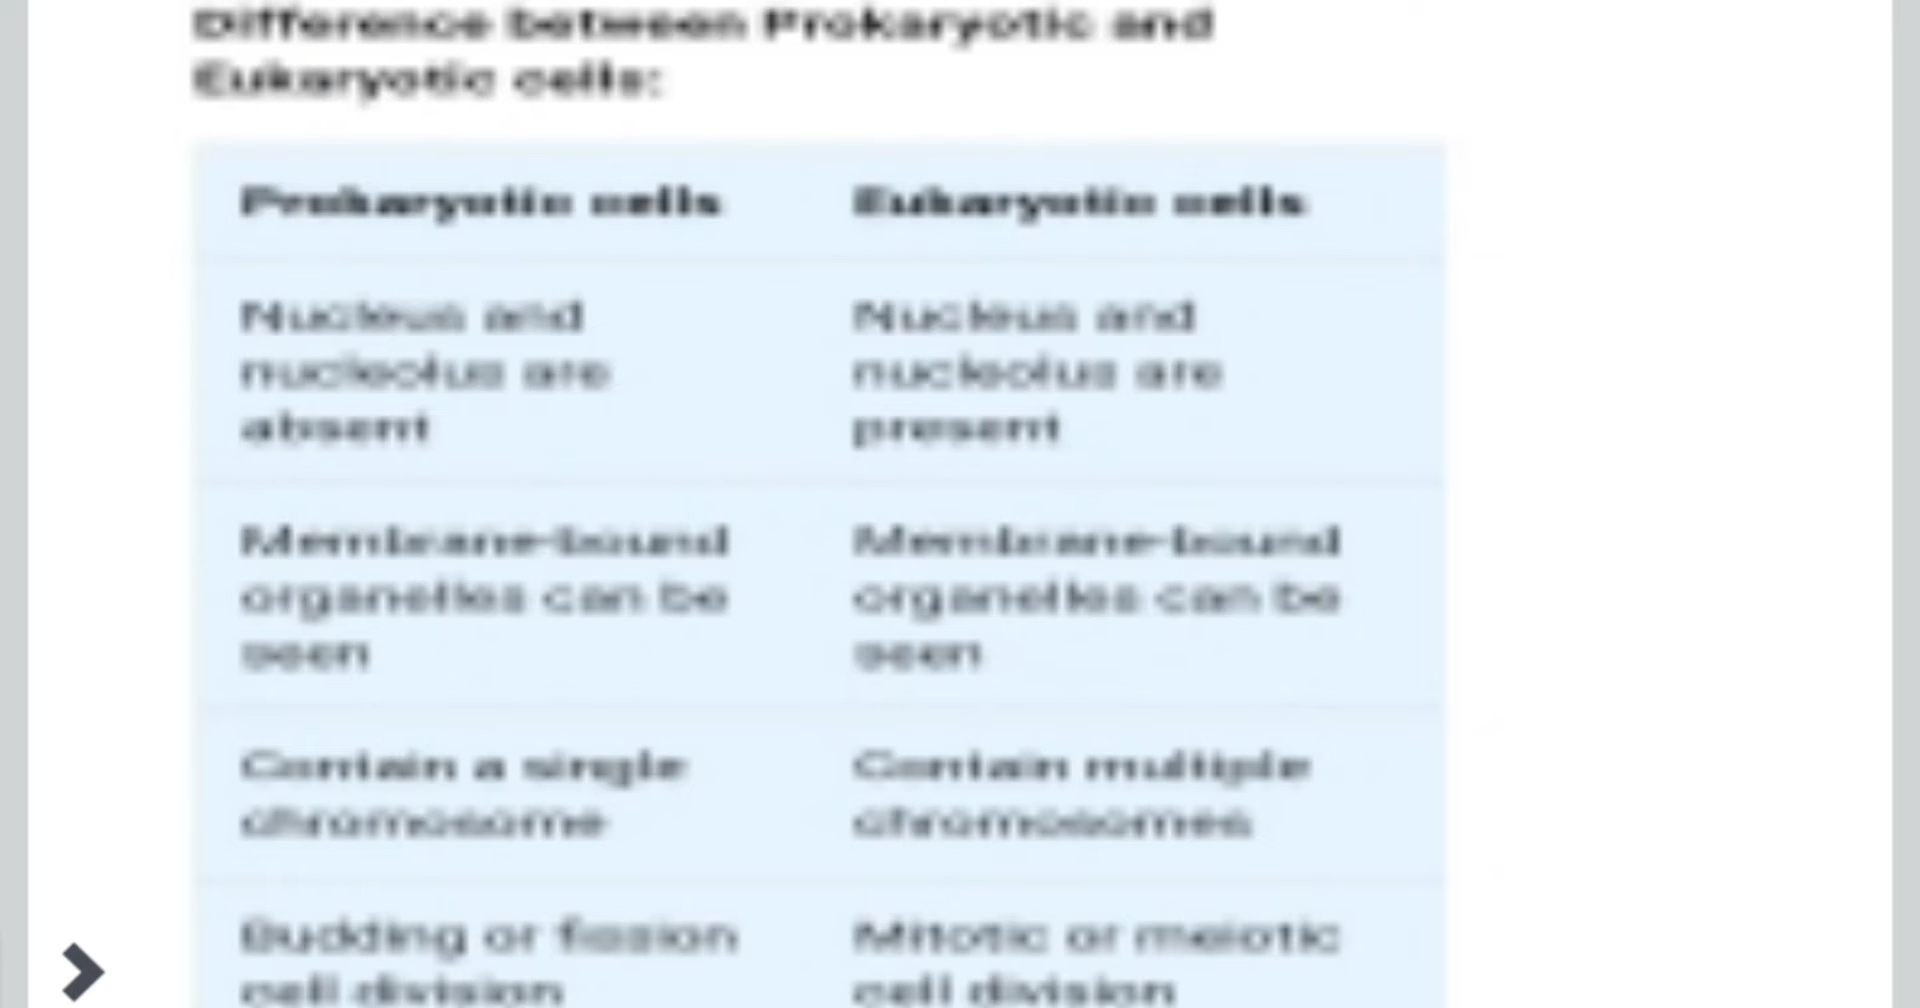 Difference between Prokaryotic and
Eukaryotic cells:
Prokaryotic cells
Eukaryotic cells
Nucleus and
nucleolus are
absent
Nucleus and
nucleolus are
present
Membrane-bound
organelles can be
seen
Membrane-bound
organelles can be
seen
Contain a single
chromosome
Contain multiple
chromosomes
Budding or fission
cell division
Mitotic or meiotic
cell division